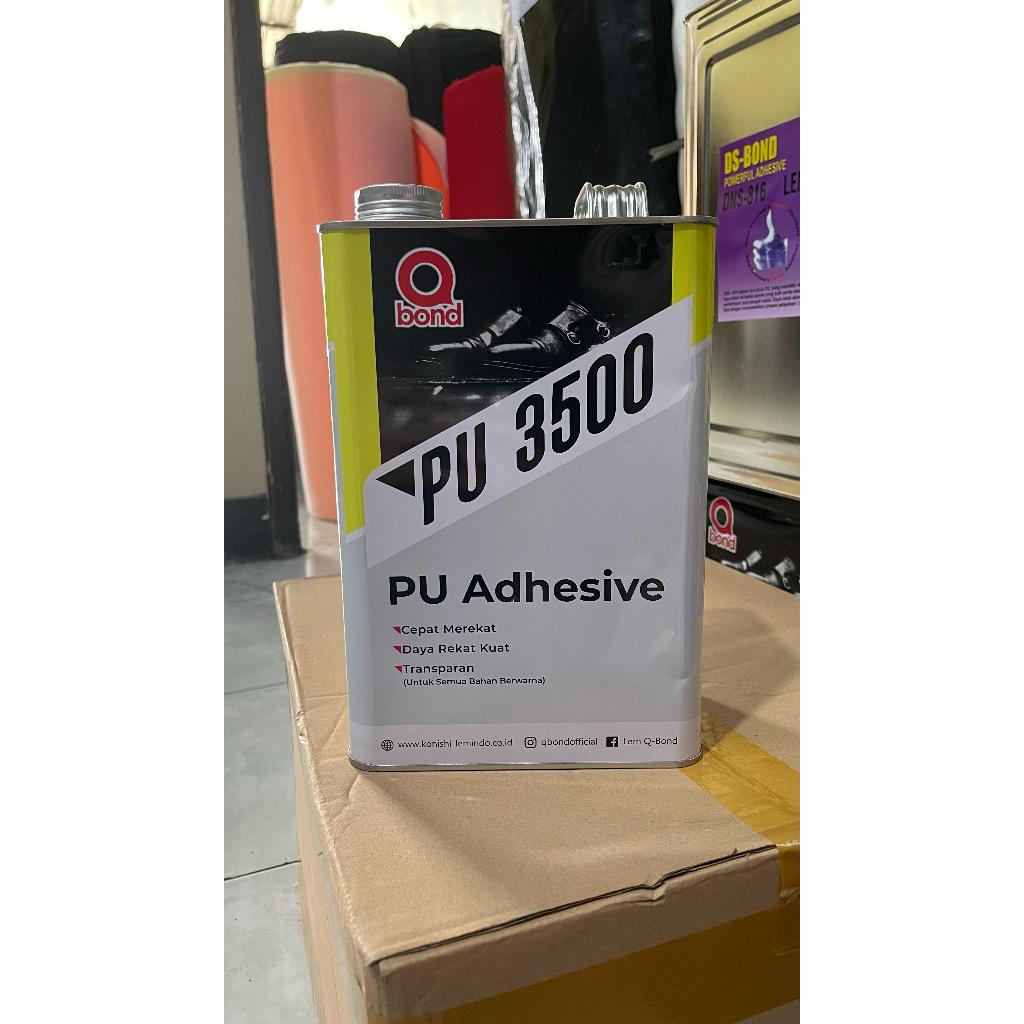 Q
bond
PU 3500
PU Adhesive
Cepat Merekat
Daya Rekat Kuat
Transparan
(Untuk Semua Bahan Berwarna)
www.konishi-lemindo.co.id
qbondofficial
Lem Q-Bond
DS-BOND
POWERFUL ADHESIVE
DNS-816
Q
bond